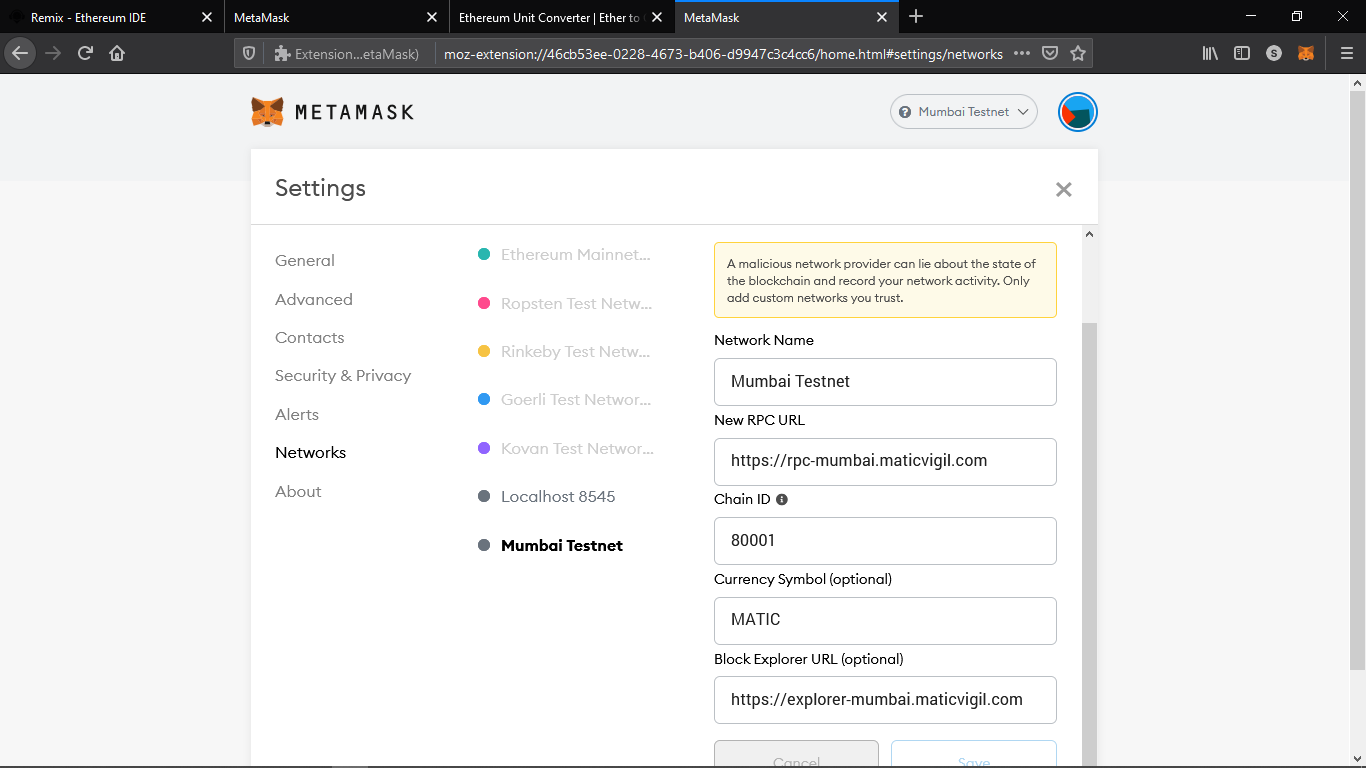 Remix - Ethereum IDE
MetaMask
Ethereum Unit Converter | Ether to
MetaMask
Extension...etaMask)
moz-extension://46cb53ee-0228-4673-b406-d9947c3c4cc6/home.html#settings/networks
S
METAMASK
Mumbai Testnet
Settings
General
Advanced
Contacts
Security & Privacy
Alerts
Networks
About
Ethereum Mainnet...
Ropsten Test Netw...
Rinkeby Test Netw...
Goerli Test Networ...
Kovan Test Networ...
Localhost 8545
Mumbai Testnet
A malicious network provider can lie about the state of
the blockchain and record your network activity. Only
add custom networks you trust.
Network Name
Mumbai Testnet
New RPC URL
https://rpc-mumbai.maticvigil.com
Chain ID
80001
Currency Symbol (optional)
MATIC
Block Explorer URL (optional)
https://explorer-mumbai.maticvigil.com
Cancel
Save